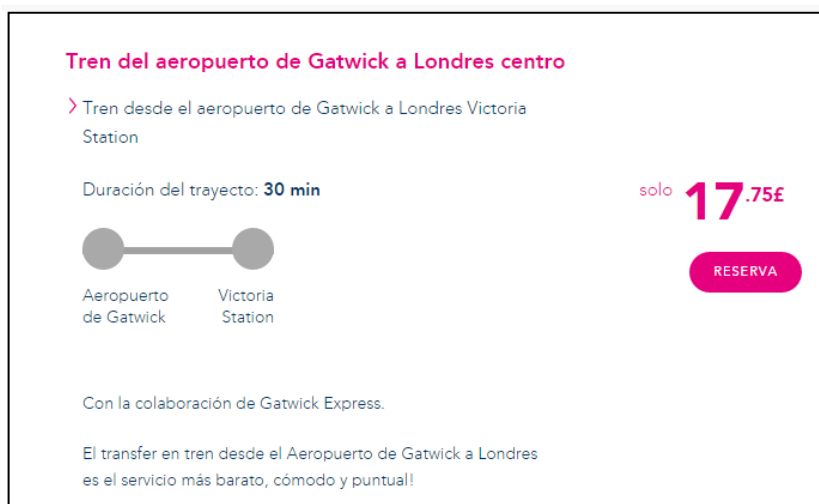 Tren del aeropuerto de Gatwick a Londres centro
Tren desde el aeropuerto de Gatwick a Londres Victoria
Station
Duración del trayecto: 30 min
solo 17.75£
RESERVA
Aeropuerto
de Gatwick
Victoria
Station
Con la colaboración de Gatwick Express.
El transfer en tren desde el Aeropuerto de Gatwick a Londres
es el servicio más barato, cómodo y puntual!